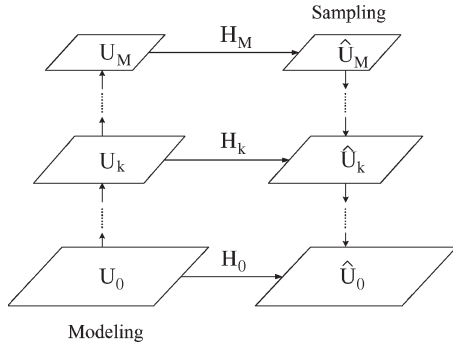 Sampling
U_M H_M Û_M
U_k H_k Û_k
U_0 H_0 Û_0
Modeling